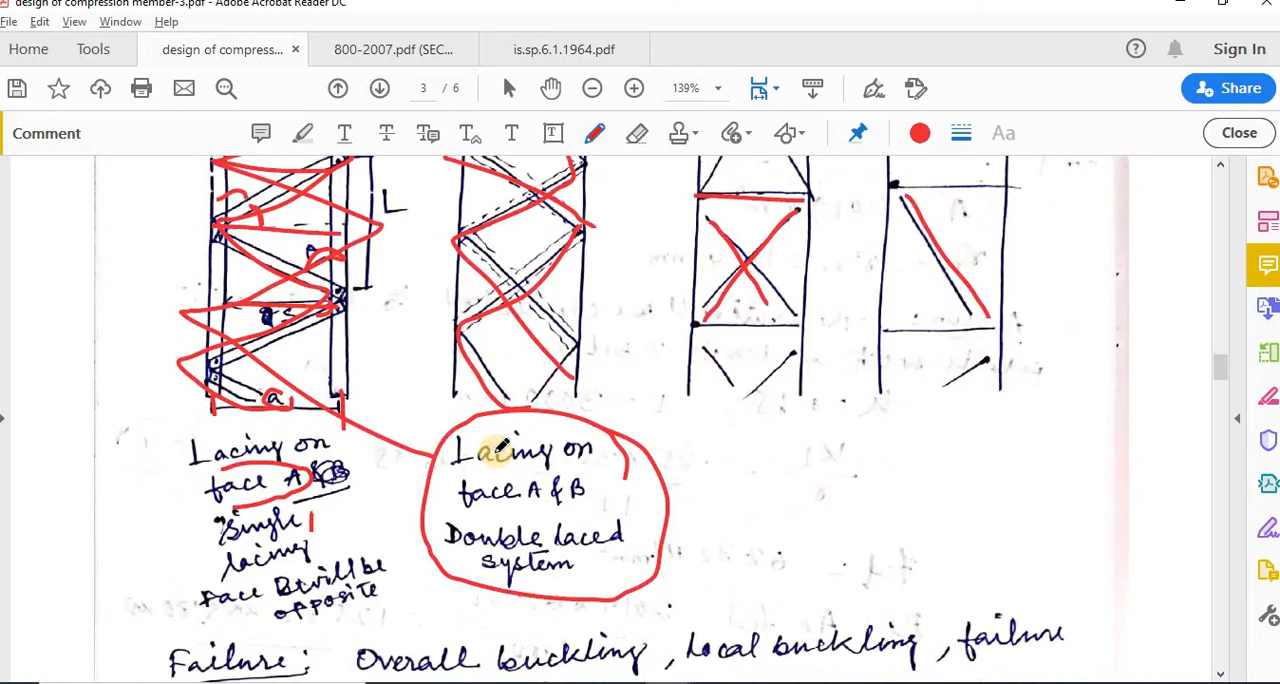 design of compression member-3.pdf - Adobe Acrobat Reader DC
File Edit View Window Help
Home Tools design of compress... × 800-2007.pdf (SEC... is.sp.6.1.1964.pdf Sign In
3 / 6 139% Share
Comment Aa Close
L
a
Lacing on
face A & B
Single
lacing
Face B will be
opposite
Lacing on
face A & B
Double laced
system
Failure: Overall buckling, local buckling, failure